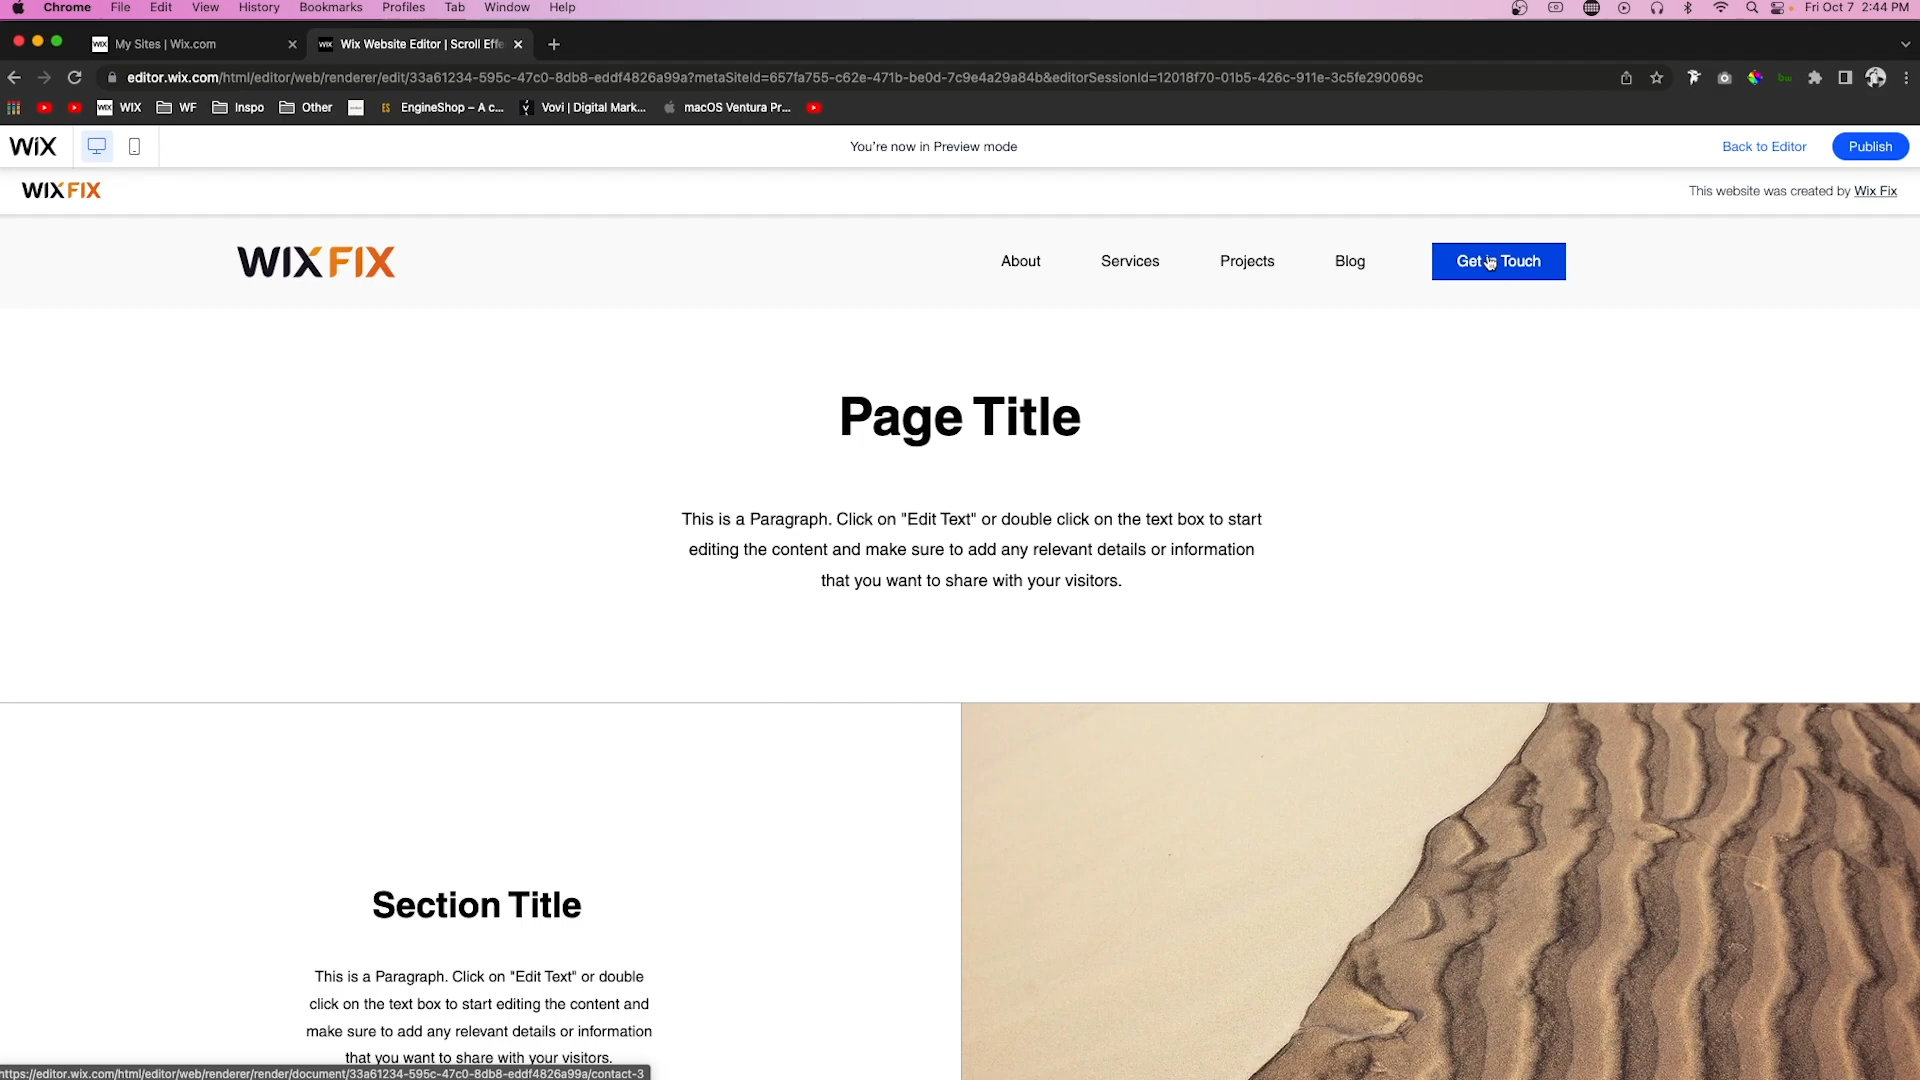 Chrome File Edit View History Bookmarks Profiles Tab Window Help Fri Oct 7 2:44 PM
WIX My Sites | Wix.com WIX Wix Website Editor | Scroll Effe
editor.wix.com/html/editor/web/renderer/edit/33a61234-595c-47c0-8db8-eddf4826a99a?metaSiteId=657fa755-c62e-471b-be0d-7c9e4a29a84b&editorSessionId=12018f70-01b5-426c-911e-3c5fe290069c
WIX WIX WF Inspo Other ES EngineShop – A c... Vovi | Digital Mark... macOS Ventura Pr...
WiX You're now in Preview mode Back to Editor Publish
WIXFIX This website was created by Wix Fix
WIXFIX About Services Projects Blog Get in Touch
Page Title
This is a Paragraph. Click on "Edit Text" or double click on the text box to start
editing the content and make sure to add any relevant details or information
that you want to share with your visitors.
Section Title
This is a Paragraph. Click on "Edit Text" or double
click on the text box to start editing the content and
make sure to add any relevant details or information
that you want to share with your visitors.
https://editor.wix.com/html/editor/web/renderer/render/document/33a61234-595c-47c0-8db8-eddf4826a99a/contact-3